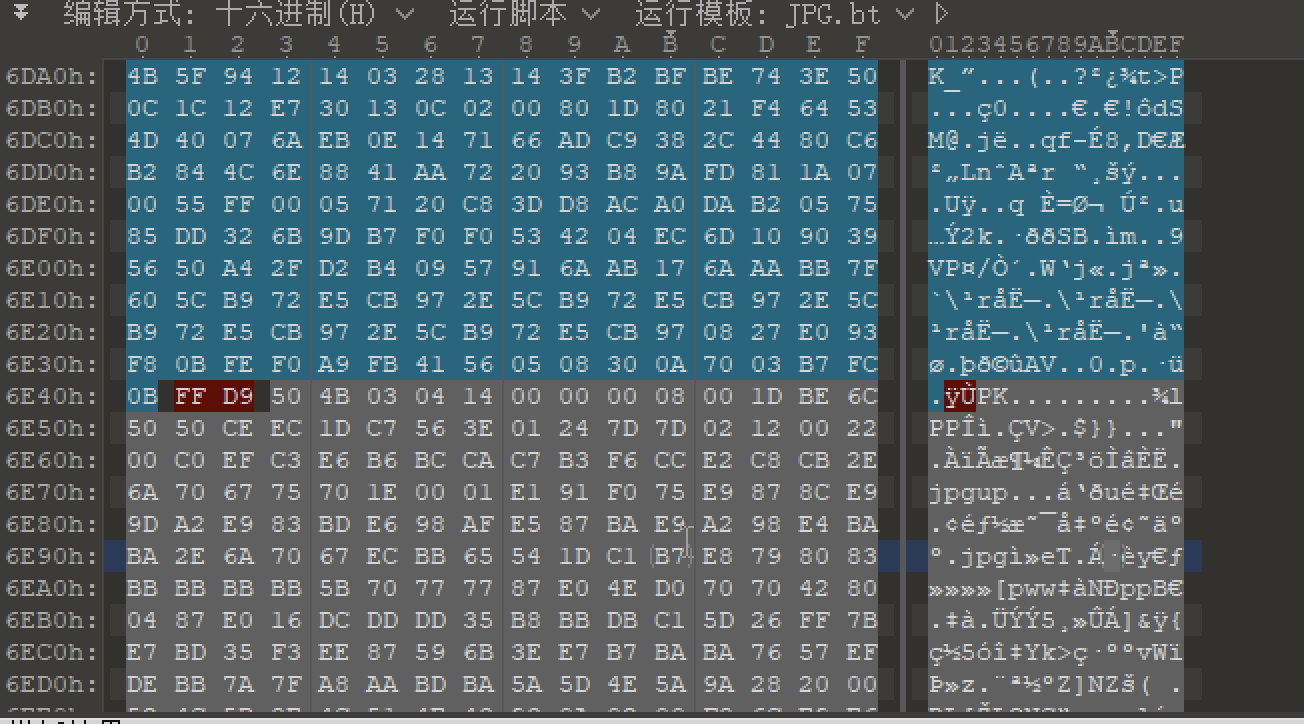 编辑方式: 十六进制(H) 运行脚本 运行模板: JPG.bt
0 1 2 3 4 5 6 7 8 9 A B C D E F 0123456789ABCDEF
6DA0h: 4B 5F 94 12 14 03 28 13 14 3F B2 BF BE 74 3E 50 K_”...(..?²¿¾t>P
6DB0h: 0C 1C 12 E7 30 13 0C 02 00 80 1D 80 21 F4 64 53 ...ç0....€.€!ôdS
6DC0h: 4D 40 07 6A EB 0E 14 71 66 AD C9 38 2C 44 80 C6 M@.jë..qf-É8,D€Æ
6DD0h: B2 84 4C 6E 88 41 AA 72 20 93 B8 9A FD 81 1A 07 ²„LnˆAªr “¸šý...
6DE0h: 00 55 FF 00 05 71 20 C8 3D D8 AC A0 DA B2 05 75 .Uÿ..q È=Ø¬ Ú².u
6DF0h: 85 DD 32 6B 9D B7 F0 F0 53 42 04 EC 6D 10 90 39 …Ý2k.·ððSB.ìm..9
6E00h: 56 50 A4 2F D2 B4 09 57 91 6A AB 17 6A AA BB 7F VP¤/Ò´.W‘j«.jª».
6E10h: 60 5C B9 72 E5 CB 97 2E 5C B9 72 E5 CB 97 2E 5C `\¹råË—.\¹råË—.\
6E20h: B9 72 E5 CB 97 2E 5C B9 72 E5 CB 97 08 27 E0 93 ¹råË—.\¹råË—.'à“
6E30h: F8 0B FE F0 A9 FB 41 56 05 08 30 0A 70 03 B7 FC ø.þð©ûAV..0.p.·ü
6E40h: 0B FF D9 50 4B 03 04 14 00 00 00 08 00 1D BE 6C .ÿÙPK.........¾l
6E50h: 50 50 CE EC 1D C7 56 3E 01 24 7D 7D 02 12 00 22 PPÎì.ÇV>.$}}..."
6E60h: 00 C0 EF C3 E6 B6 BC CA C7 B3 F6 CC E2 C8 CB 2E .ÀïÃæ¶¼ÊÇ³öÌâÈË.
6E70h: 6A 70 67 75 70 1E 00 01 E1 91 F0 75 E9 87 8C E9 jpgup...á‘ðué‡Œé
6E80h: 9D A2 E9 83 BD E6 98 AF E5 87 BA E9 A2 98 E4 BA .¢éƒ½æ˜¯å‡ºé¢˜äº
6E90h: BA 2E 6A 70 67 EC BB 65 54 1D C1 B7 E8 79 80 83 º.jpgì»eT.Á·èy€ƒ
6EA0h: BB BB BB BB 5B 70 77 77 87 E0 4E D0 70 70 42 80 »»»»[pww‡àNÐppB€
6EB0h: 04 87 E0 16 DC DD DD 35 B8 BB DB C1 5D 26 FF 7B .‡à.ÜÝÝ5¸»ÛÁ]&ÿ{
6EC0h: E7 BD 35 F3 EE 87 59 6B 3E E7 B7 BA BA 76 57 EF ç½5óî‡Yk>ç·ººvWï
6ED0h: DE BB 7A 7F A8 AA BD BA 5A 5D 4E 5A 9A 28 20 00 Þ»z.¨ª½ºZ]NZš( .